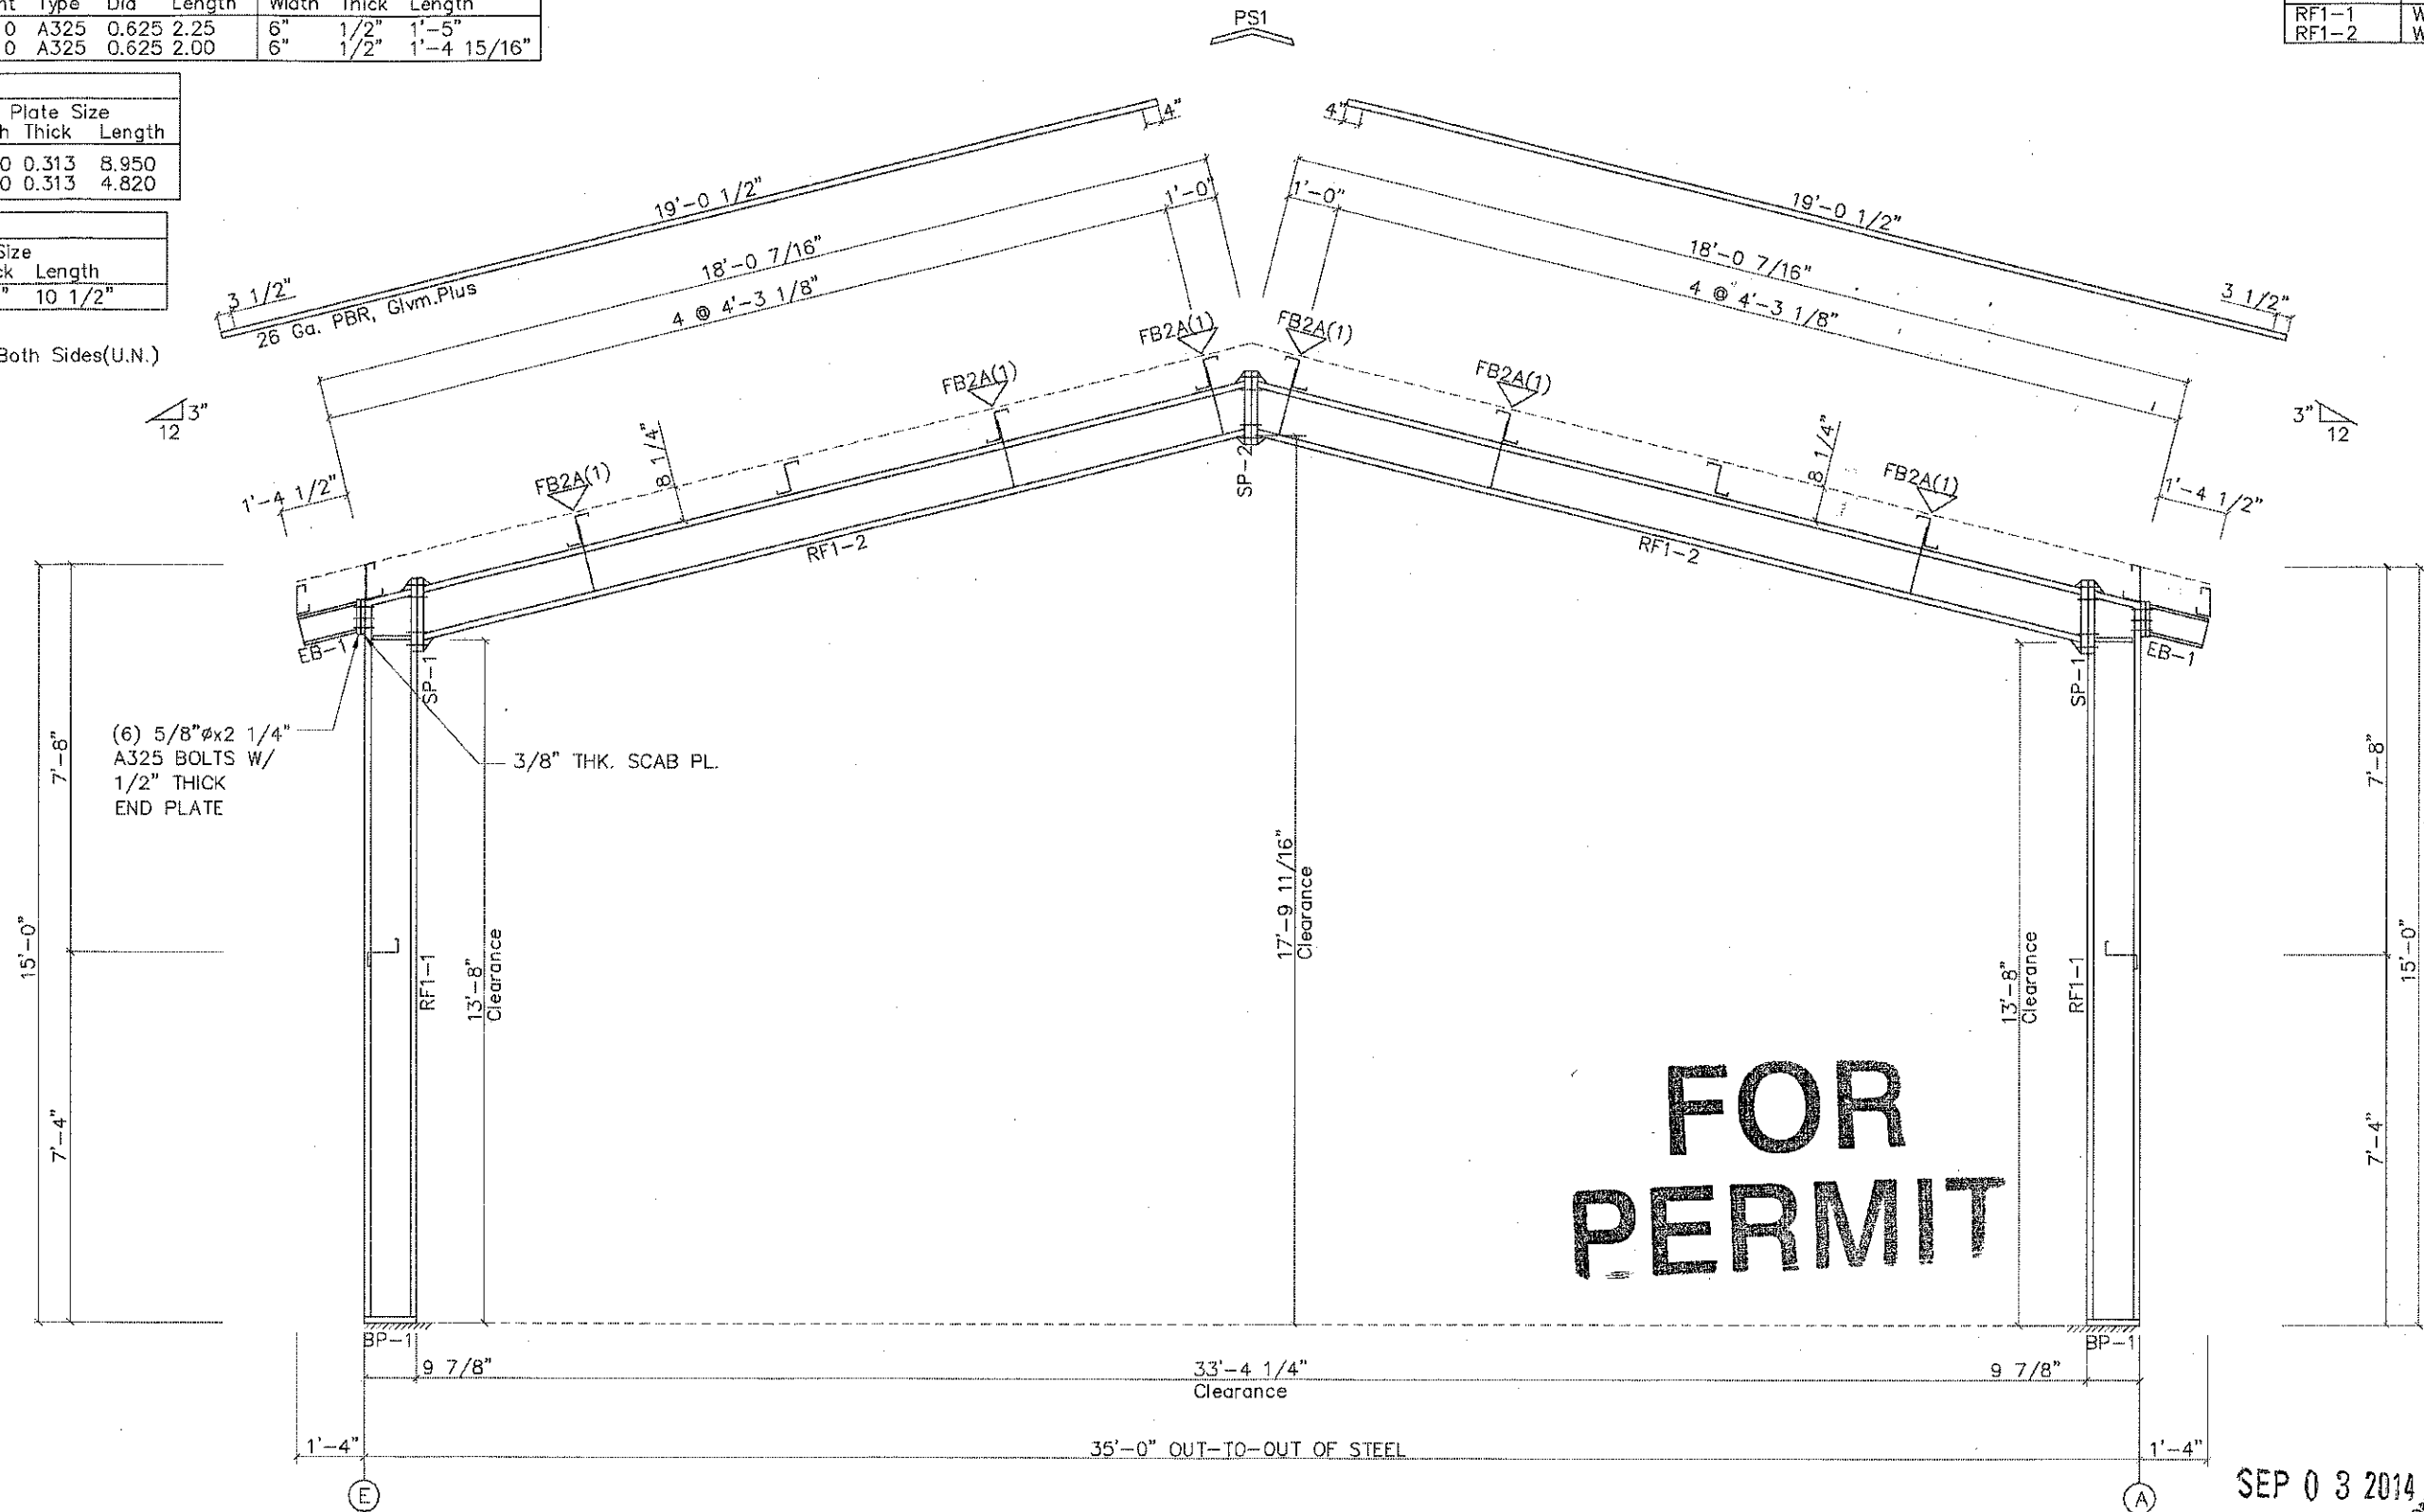 Type Dia Length Width Thick Length
0 A325 0.625 2.25 6" 1/2" 1'-5"
0 A325 0.625 2.00 6" 1/2" 1'-4 15/16"
PS1
RF1-1 W
RF1-2 W
Plate Size
Thick Length
0 0.313 8.950
0 0.313 4.820
Size
Length
10 1/2"
Both Sides(U.N.)
4"
4"
19'-0 1/2"
19'-0 1/2"
1'-0"
1'-0"
18'-0 7/16"
18'-0 7/16"
4 @ 4'-3 1/8"
4 @ 4'-3 1/8"
3 1/2"
3 1/2"
26 Ga. PBR, Glvm.Plus
FB2A(1)
FB2A(1)
FB2A(1)
FB2A(1)
FB2A(1)
FB2A(1)
3"
12
3"
12
8 1/4"
8 1/4"
1'-4 1/2"
1'-4 1/2"
SP-2
RF1-2
RF1-2
EB-1
EB-1
SP-1
SP-1
(6) 5/8"øx2 1/4"
A325 BOLTS W/
1/2" THICK
END PLATE
3/8" THK. SCAB PL.
7'-8"
7'-8"
15'-0"
15'-0"
7'-4"
7'-4"
RF1-1
RF1-1
13'-8"
Clearance
17'-9 11/16"
Clearance
13'-8"
Clearance
FOR
PERMIT
BP-1
BP-1
9 7/8"
33'-4 1/4"
Clearance
9 7/8"
1'-4"
35'-0" OUT-TO-OUT OF STEEL
1'-4"
E
A
SEP 0 3 2014